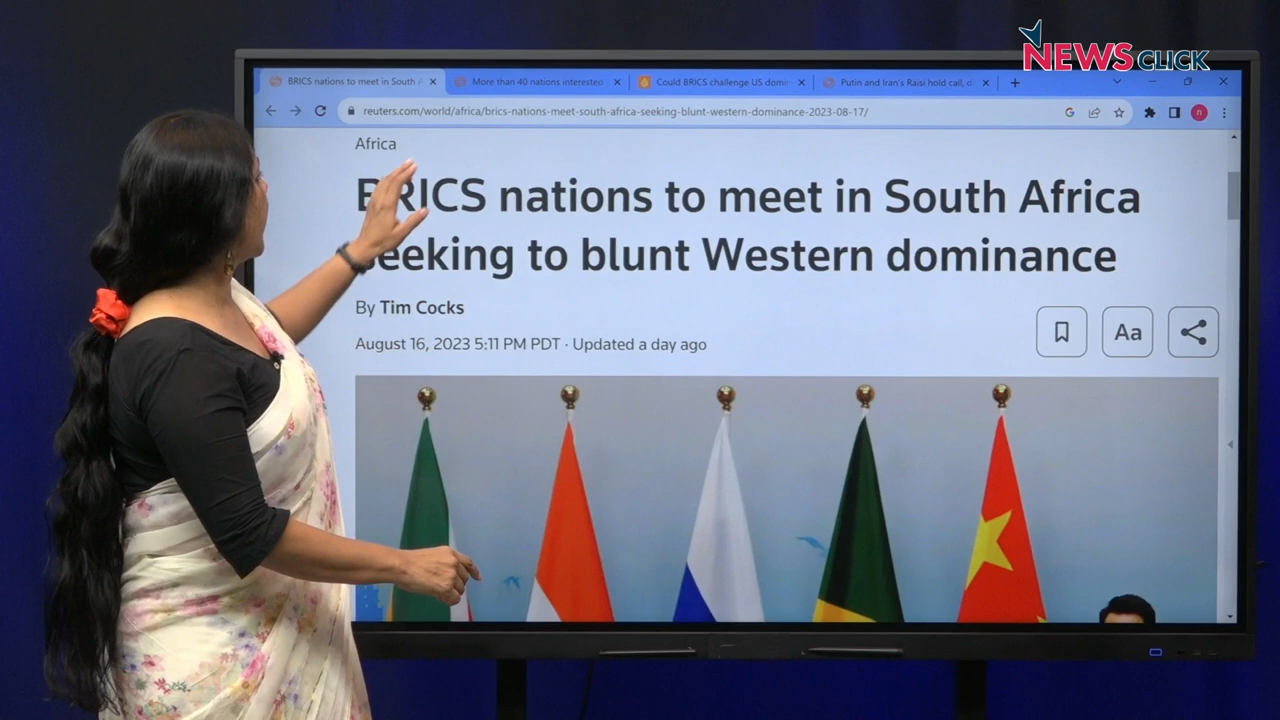 NEWSCLICK
BRICS nations to meet in South A
More than 40 nations interested
Could BRICS challenge US domi
Putin and Iran's Raisi hold call, d
reuters.com/world/africa/brics-nations-meet-south-africa-seeking-blunt-western-dominance-2023-08-17/
Africa
BRICS nations to meet in South Africa
seeking to blunt Western dominance
By Tim Cocks
August 16, 2023 5:11 PM PDT · Updated a day ago
Aa